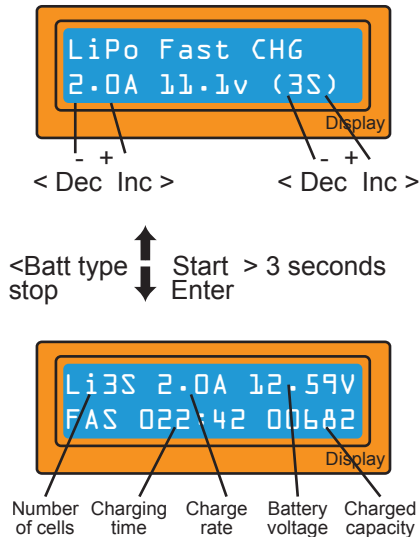 LiPo Fast CHG
2.0A 11.1v (3S)
Display
- + - +
< Dec Inc > < Dec Inc >
<Batt type Start > 3 seconds
stop Enter
Li3S 2.0A 12.59V
FAS 022:42 00682
Display
Number Charging Charge Battery Charged
of cells time rate voltage capacity